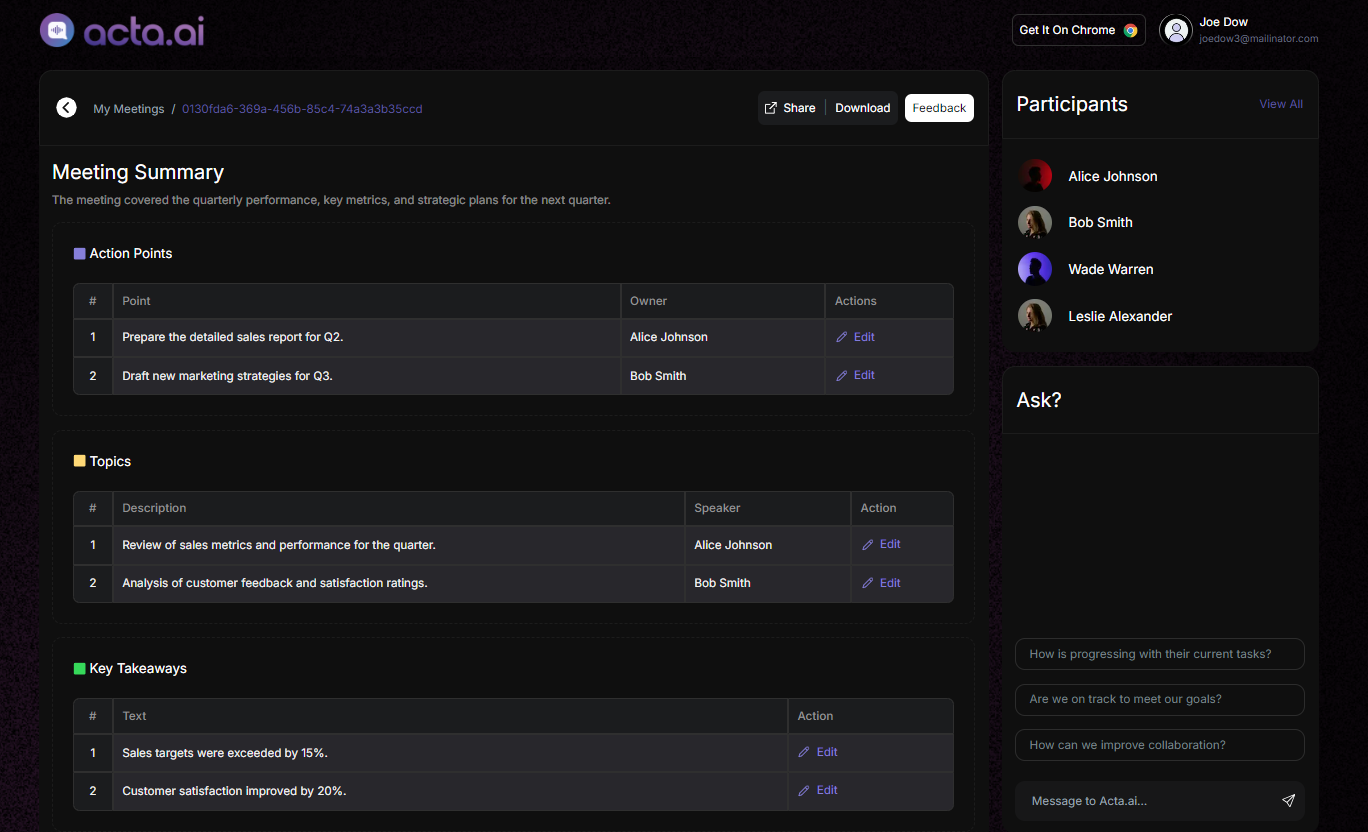 acta.ai
Get It On Chrome
Joe Dow
joedow3@mailinator.com
My Meetings / 0130fda6-369a-456b-85c4-74a3a3b35ccd
Share
Download
Feedback
Meeting Summary
The meeting covered the quarterly performance, key metrics, and strategic plans for the next quarter.
Action Points
# Point Owner Actions
1 Prepare the detailed sales report for Q2. Alice Johnson Edit
2 Draft new marketing strategies for Q3. Bob Smith Edit
Topics
# Description Speaker Action
1 Review of sales metrics and performance for the quarter. Alice Johnson Edit
2 Analysis of customer feedback and satisfaction ratings. Bob Smith Edit
Key Takeaways
# Text Action
1 Sales targets were exceeded by 15%. Edit
2 Customer satisfaction improved by 20%. Edit
Participants View All
Alice Johnson
Bob Smith
Wade Warren
Leslie Alexander
Ask?
How is progressing with their current tasks?
Are we on track to meet our goals?
How can we improve collaboration?
Message to Acta.ai...